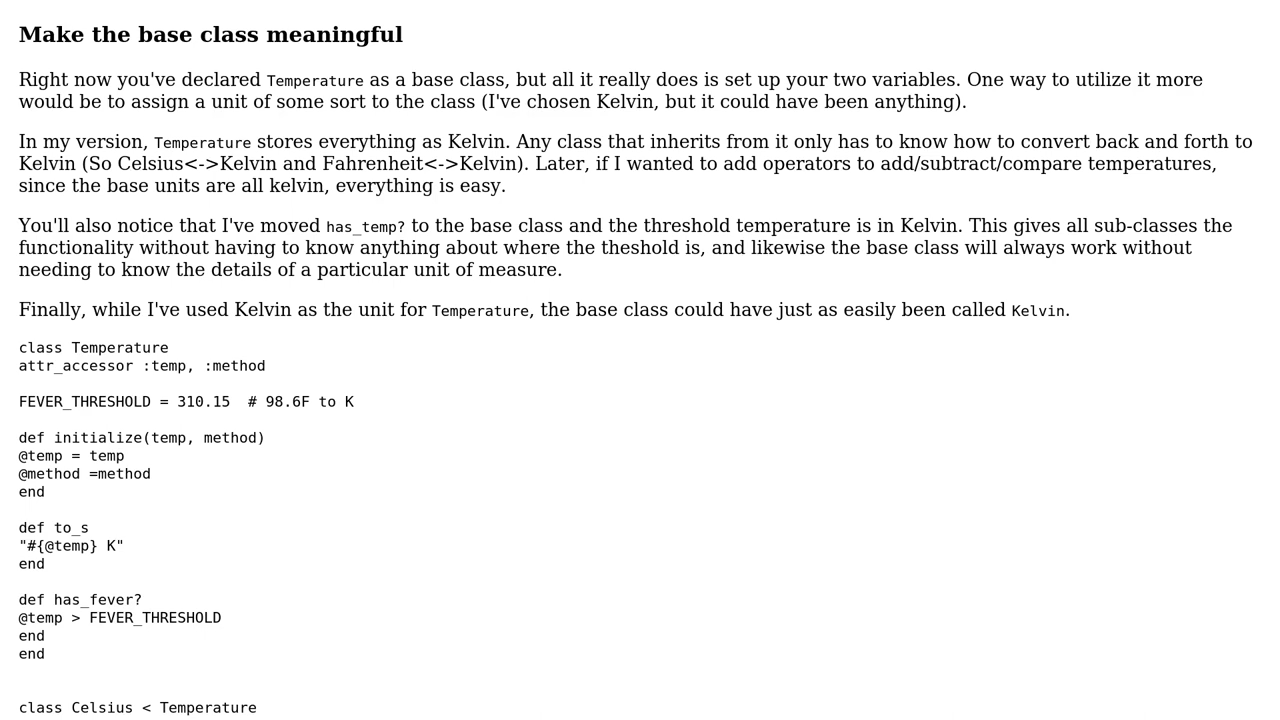 Make the base class meaningful
Right now you've declared Temperature as a base class, but all it really does is set up your two variables. One way to utilize it more
would be to assign a unit of some sort to the class (I've chosen Kelvin, but it could have been anything).
In my version, Temperature stores everything as Kelvin. Any class that inherits from it only has to know how to convert back and forth to
Kelvin (So Celsius<->Kelvin and Fahrenheit<->Kelvin). Later, if I wanted to add operators to add/subtract/compare temperatures,
since the base units are all kelvin, everything is easy.
You'll also notice that I've moved has_temp? to the base class and the threshold temperature is in Kelvin. This gives all sub-classes the
functionality without having to know anything about where the theshold is, and likewise the base class will always work without
needing to know the details of a particular unit of measure.
Finally, while I've used Kelvin as the unit for Temperature, the base class could have just as easily been called Kelvin.
class Temperature
attr_accessor :temp, :method
FEVER_THRESHOLD = 310.15  # 98.6F to K
def initialize(temp, method)
@temp = temp
@method =method
end
def to_s
"#{@temp} K"
end
def has_fever?
@temp > FEVER_THRESHOLD
end
end
class Celsius < Temperature